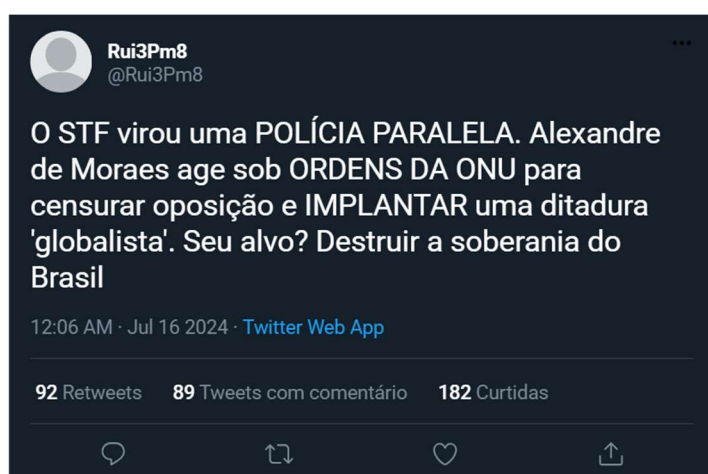 Rui3Pm8
@Rui3Pm8
O STF virou uma POLÍCIA PARALELA. Alexandre
de Moraes age sob ORDENS DA ONU para
censurar oposição e IMPLANTAR uma ditadura
'globalista'. Seu alvo? Destruir a soberania do
Brasil
12:06 AM · Jul 16 2024 · Twitter Web App
92 Retweets 89 Tweets com comentário 182 Curtidas